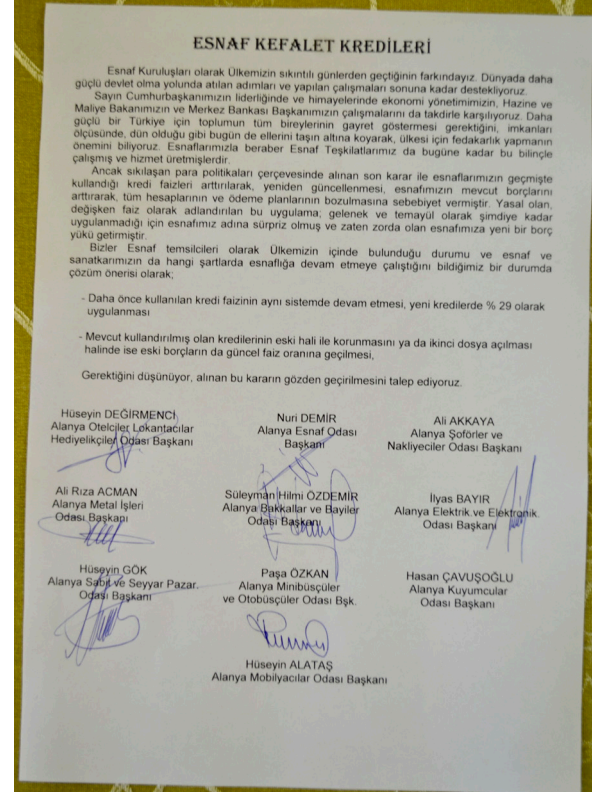 ESNAF KEFALET KREDİLERİ
Esnaf Kuruluşları olarak Ülkemizin sıkıntılı günlerden geçtiğinin farkındayız. Dünyada daha
güçlü devlet olma yolunda atılan adımları ve yapılan çalışmaları sonuna kadar destekliyoruz.
Sayın Cumhurbaşkanımızın liderliğinde ve himayelerinde ekonomi yönetimimizin, Hazine ve
Maliye Bakanımızın ve Merkez Bankası Başkanımızın çalışmalarını da takdirle karşılıyoruz. Daha
güçlü bir Türkiye için toplumun tüm bireylerinin gayret göstermesi gerektiğini, imkanları
ölçüsünde, dün olduğu gibi bugün de ellerini taşın altına koyarak, ülkesi için fedakarlık yapmanın
önemini biliyoruz. Esnaflarımızla beraber Esnaf Teşkilatlarımız da bugüne kadar bu bilinçle
çalışmış ve hizmet üretmişlerdir.
Ancak sıkılaşan para politikaları çerçevesinde alınan son karar ile esnaflarımızın geçmişte
kullandığı kredi faizleri arttırılarak, yeniden güncellenmesi, esnafımızın mevcut borçlarını
arttırarak, tüm hesaplarının ve ödeme planlarının bozulmasına sebebiyet vermiştir. Yasal olan,
değişken faiz olarak adlandırılan bu uygulama; gelenek ve temayül olarak şimdiye kadar
uygulanmadığı için esnafımız adına sürpriz olmuş ve zaten zorda olan esnafımıza yeni bir borç
yükü getirmiştir.
Bizler Esnaf temsilcileri olarak Ülkemizin içinde bulunduğu durumu ve esnaf ve
sanatkarımızın da hangi şartlarda esnaflığa devam etmeye çalıştığını bildiğimiz bir durumda
çözüm önerisi olarak;
- Daha önce kullanılan kredi faizinin aynı sistemde devam etmesi, yeni kredilerde % 29 olarak
uygulanması
- Mevcut kullandırılmış olan kredilerinin eski hali ile korunmasını ya da ikinci dosya açılması
halinde ise eski borçların da güncel faiz oranına geçilmesi,
Gerektiğini düşünüyor, alınan bu kararın gözden geçirilmesini talep ediyoruz.
Hüseyin DEĞİRMENCİ
Alanya Otelciler Lokantacılar
Hediyelikçiler Odası Başkanı
Nuri DEMİR
Alanya Esnaf Odası
Başkanı
Ali AKKAYA
Alanya Şoförler ve
Nakliyeciler Odası Başkanı
Ali Rıza ACMAN
Alanya Metal İşleri
Odası Başkanı
Süleyman Hilmi ÖZDEMİR
Alanya Bakkallar ve Bayiler
Odası Başkanı
İlyas BAYIR
Alanya Elektrik ve Elektronik
Odası Başkanı
Hüseyin GÖK
Alanya Sabit ve Seyyar Pazar.
Odası Başkanı
Paşa ÖZKAN
Alanya Minibüsçüler
ve Otobüsçüler Odası Bşk.
Hasan ÇAVUŞOĞLU
Alanya Kuyumcular
Odası Başkanı
Hüseyin ALATAŞ
Alanya Mobilyacılar Odası Başkanı